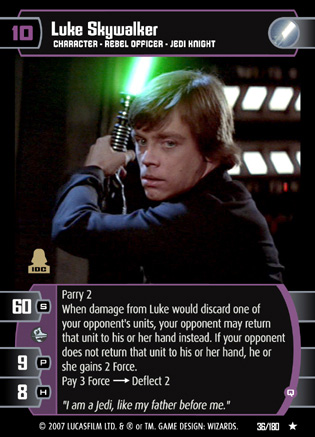 10
Luke Skywalker
CHARACTER • REBEL OFFICER • JEDI KNIGHT
IDC
60 S
9 P
8 H
Parry 2
When damage from Luke would discard one of
your opponent's units, your opponent may return
that unit to his or her hand instead. If your opponent
does not return that unit to his or her hand, he or
she gains 2 Force.
Pay 3 Force → Deflect 2
"I am a Jedi, like my father before me."
© 2007 LUCASFILM LTD. & ® or TM. GAME DESIGN: WIZARDS. 36/180 ★